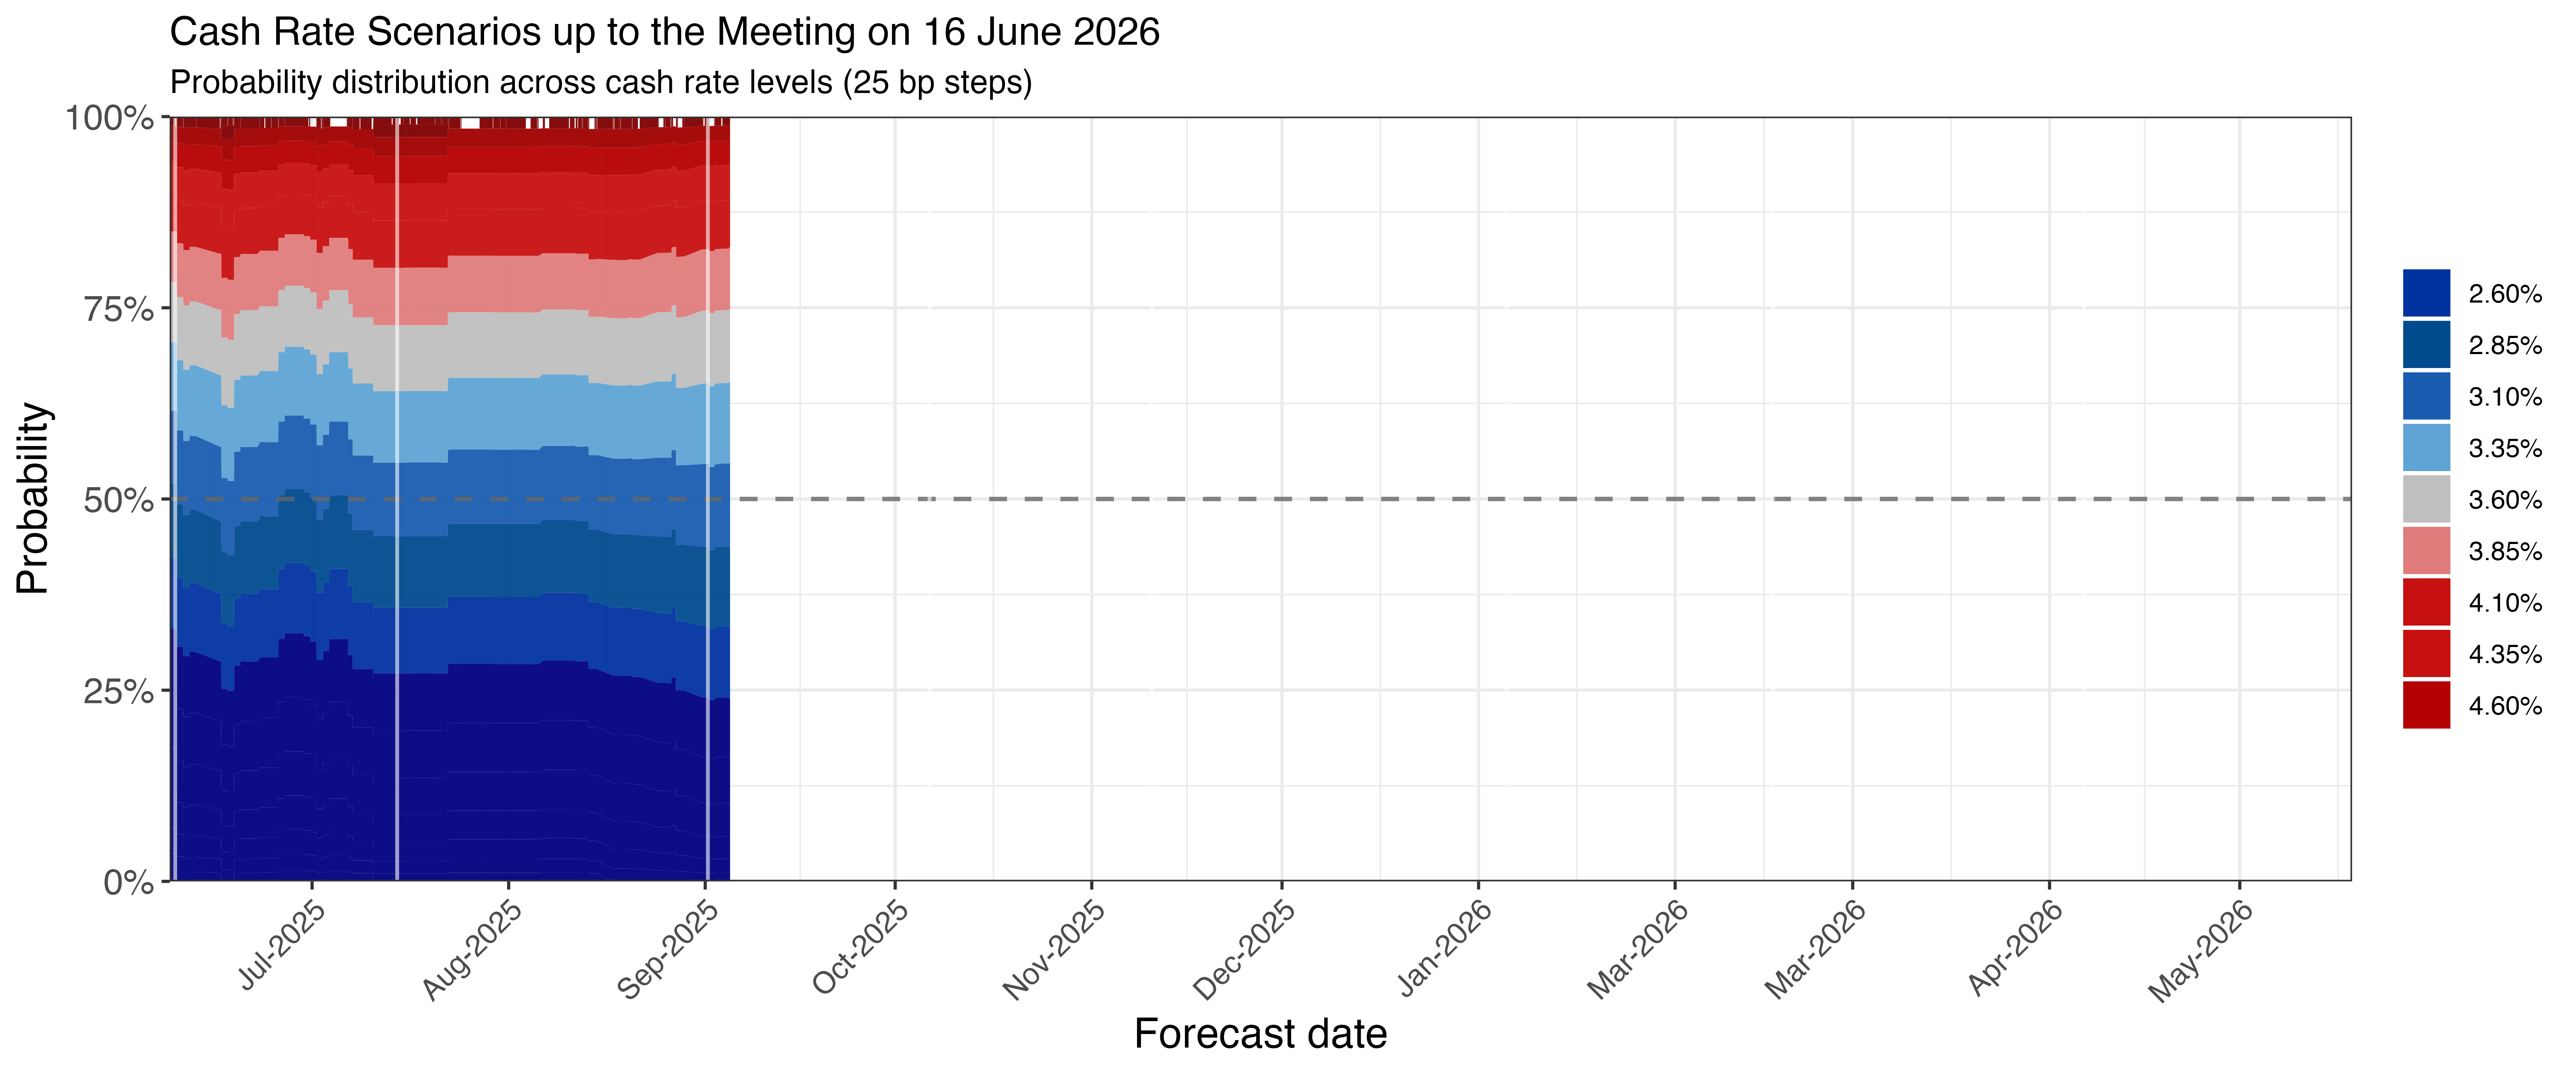 Cash Rate Scenarios up to the Meeting on 16 June 2026
Probability distribution across cash rate levels (25 bp steps)
Probability
100%
75%
50%
25%
0%
Jul-2025
Aug-2025
Sep-2025
Oct-2025
Nov-2025
Dec-2025
Jan-2026
Mar-2026
Mar-2026
Apr-2026
May-2026
Forecast date
2.60%
2.85%
3.10%
3.35%
3.60%
3.85%
4.10%
4.35%
4.60%